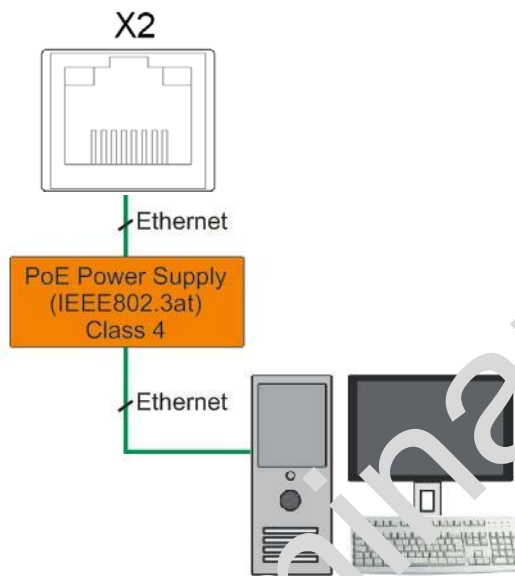 X2
Ethernet
PoE Power Supply
(IEEE802.3at)
Class 4
Ethernet